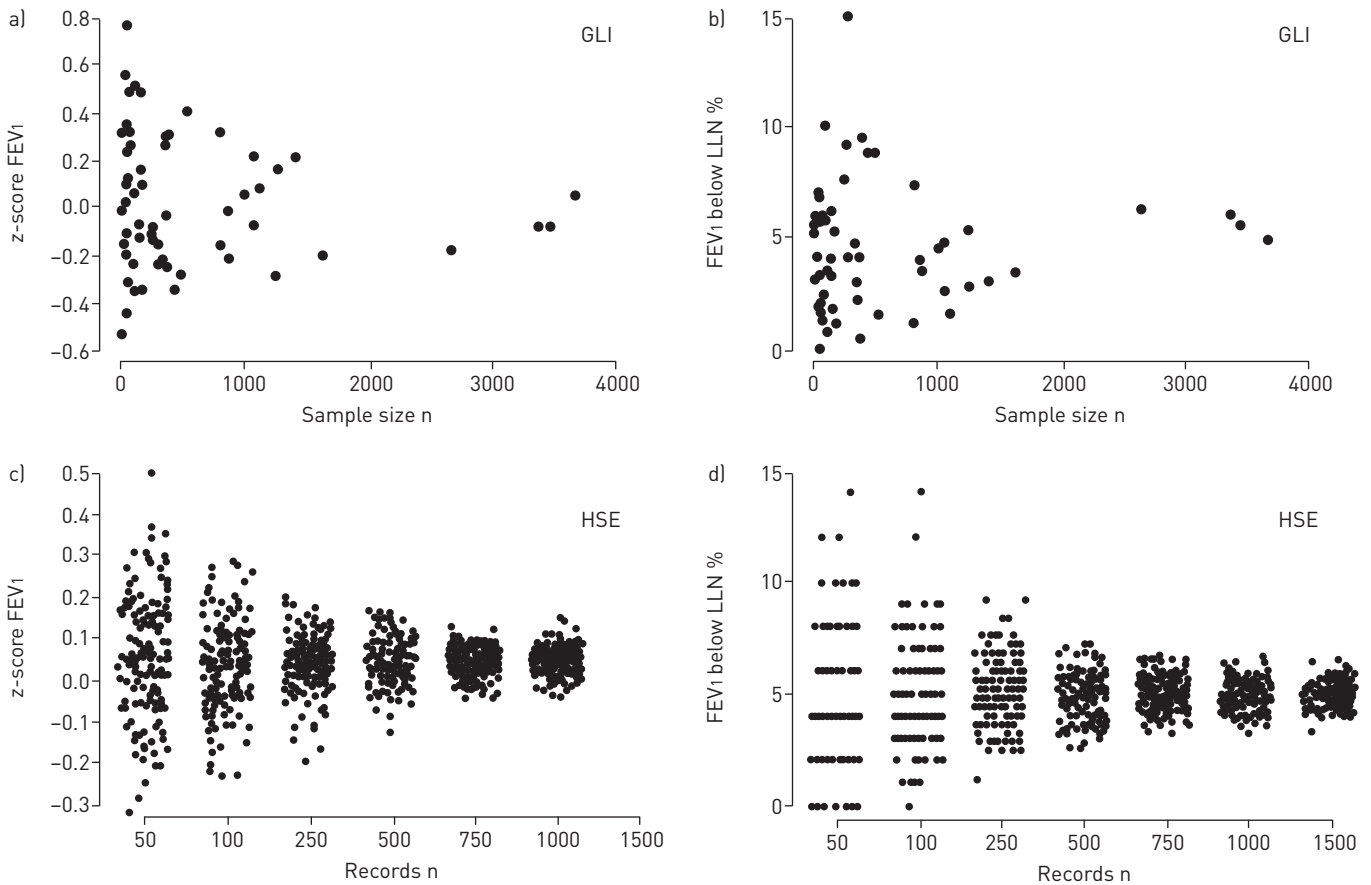 a)
GLI
z-score FEV1
0.8
0.6
0.4
0.2
0.0
–0.2
–0.4
–0.6
0 1000 2000 3000 4000
Sample size n
b)
GLI
FEV1 below LLN %
15
10
5
0
0 1000 2000 3000 4000
Sample size n
c)
HSE
z-score FEV1
0.5
0.4
0.3
0.2
0.1
0.0
–0.1
–0.2
–0.3
50 100 250 500 750 1000 1500
Records n
d)
HSE
FEV1 below LLN %
15
10
5
0
50 100 250 500 750 1000 1500
Records n